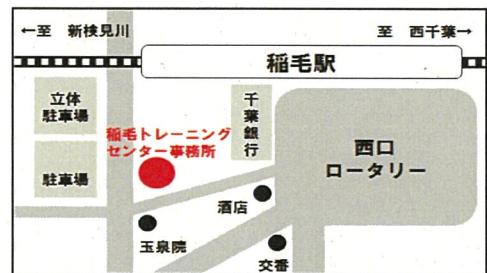 ←至 新検見川
至 西千葉→
稲毛駅
立体
駐車場
千葉銀行
稲毛トレーニング
センター事務所
西口
ロータリー
駐車場
酒店
玉泉院
交番